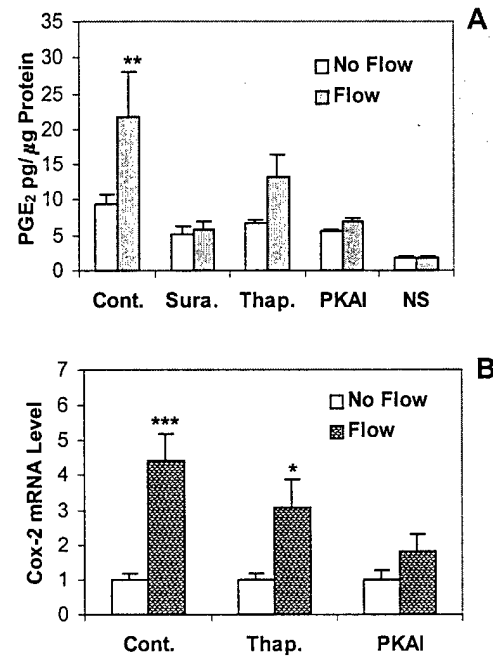 A
PGE₂ pg/µg Protein
35
30
25
20
15
10
5
0
**
No Flow
Flow
Cont. Sura. Thap. PKAI NS
B
Cox-2 mRNA Level
7
6
5
4
3
2
1
0
***
*
No Flow
Flow
Cont. Thap. PKAI